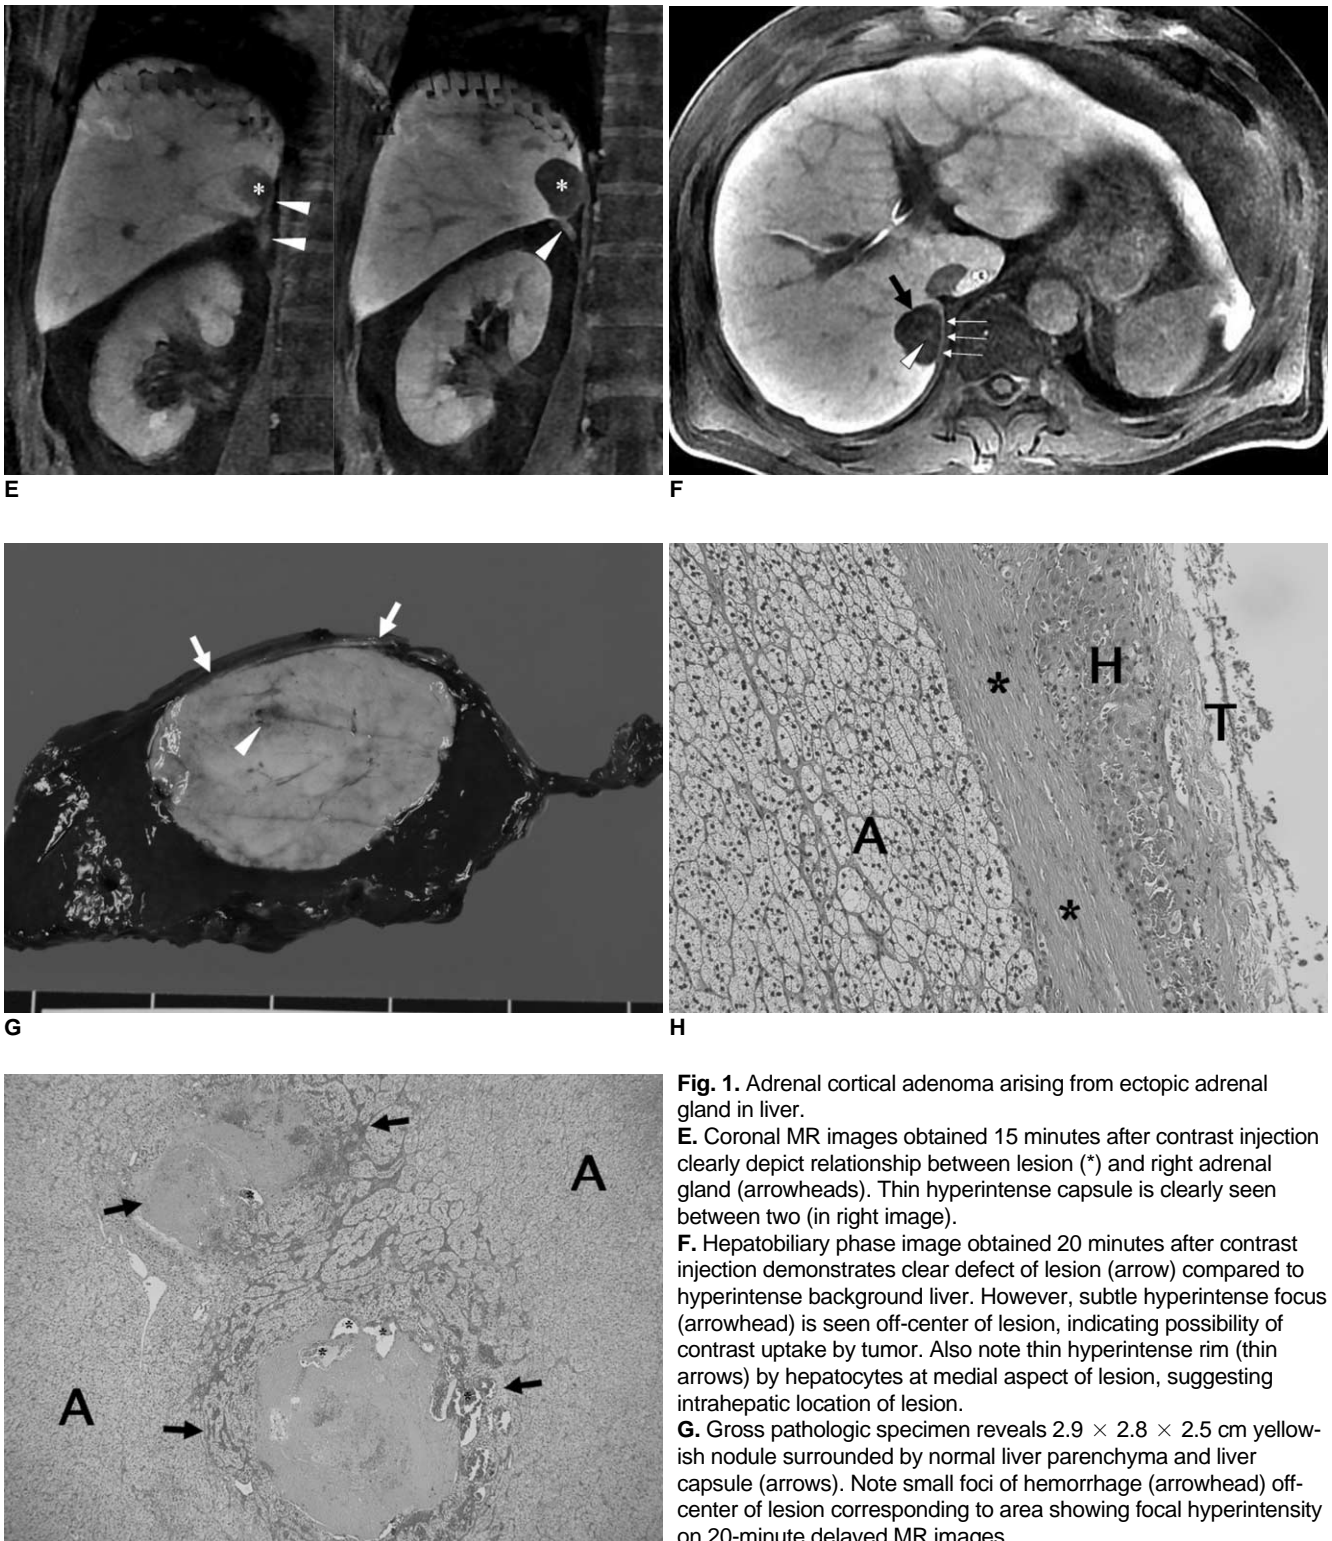 E
F
G
H
A
*
*
H
T
A
A
Fig. 1. Adrenal cortical adenoma arising from ectopic adrenal
gland in liver.
E. Coronal MR images obtained 15 minutes after contrast injection
clearly depict relationship between lesion (*) and right adrenal
gland (arrowheads). Thin hyperintense capsule is clearly seen
between two (in right image).
F. Hepatobiliary phase image obtained 20 minutes after contrast
injection demonstrates clear defect of lesion (arrow) compared to
hyperintense background liver. However, subtle hyperintense focus
(arrowhead) is seen off-center of lesion, indicating possibility of
contrast uptake by tumor. Also note thin hyperintense rim (thin
arrows) by hepatocytes at medial aspect of lesion, suggesting
intrahepatic location of lesion.
G. Gross pathologic specimen reveals 2.9 × 2.8 × 2.5 cm yellow-
ish nodule surrounded by normal liver parenchyma and liver
capsule (arrows). Note small foci of hemorrhage (arrowhead) off-
center of lesion corresponding to area showing focal hyperintensity
on 20-minute delayed MR images.